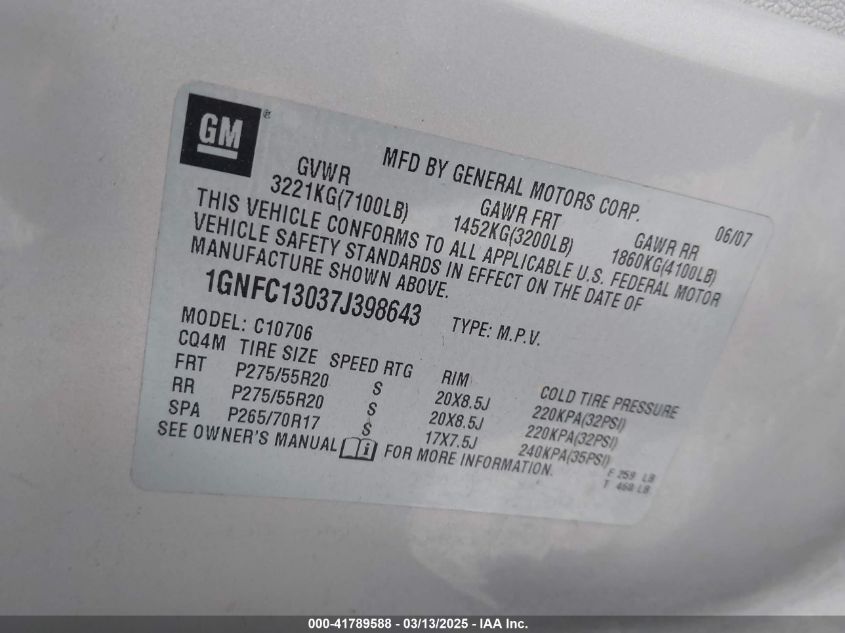 GM®
MFD BY GENERAL MOTORS CORP. 06/07
GVWR GAWR FRT GAWR RR
3221KG(7100LB) 1452KG(3200LB) 1860KG(4100LB)
THIS VEHICLE CONFORMS TO ALL APPLICABLE U.S. FEDERAL MOTOR
VEHICLE SAFETY STANDARDS IN EFFECT ON THE DATE OF
MANUFACTURE SHOWN ABOVE.
1GNFC13037J398643 TYPE: M.P.V.
MODEL: C10706
CQ4M TIRE SIZE SPEED RTG RIM COLD TIRE PRESSURE
FRT P275/55R20 S 20X8.5J 220KPA(32PSI)
RR P275/55R20 S 20X8.5J 220KPA(32PSI)
SPA P265/70R17 S 17X7.5J 240KPA(35PSI)
SEE OWNER'S MANUAL i FOR MORE INFORMATION.
F 259 LB
T 460 LB
000-41789588 - 03/13/2025 - IAA Inc.